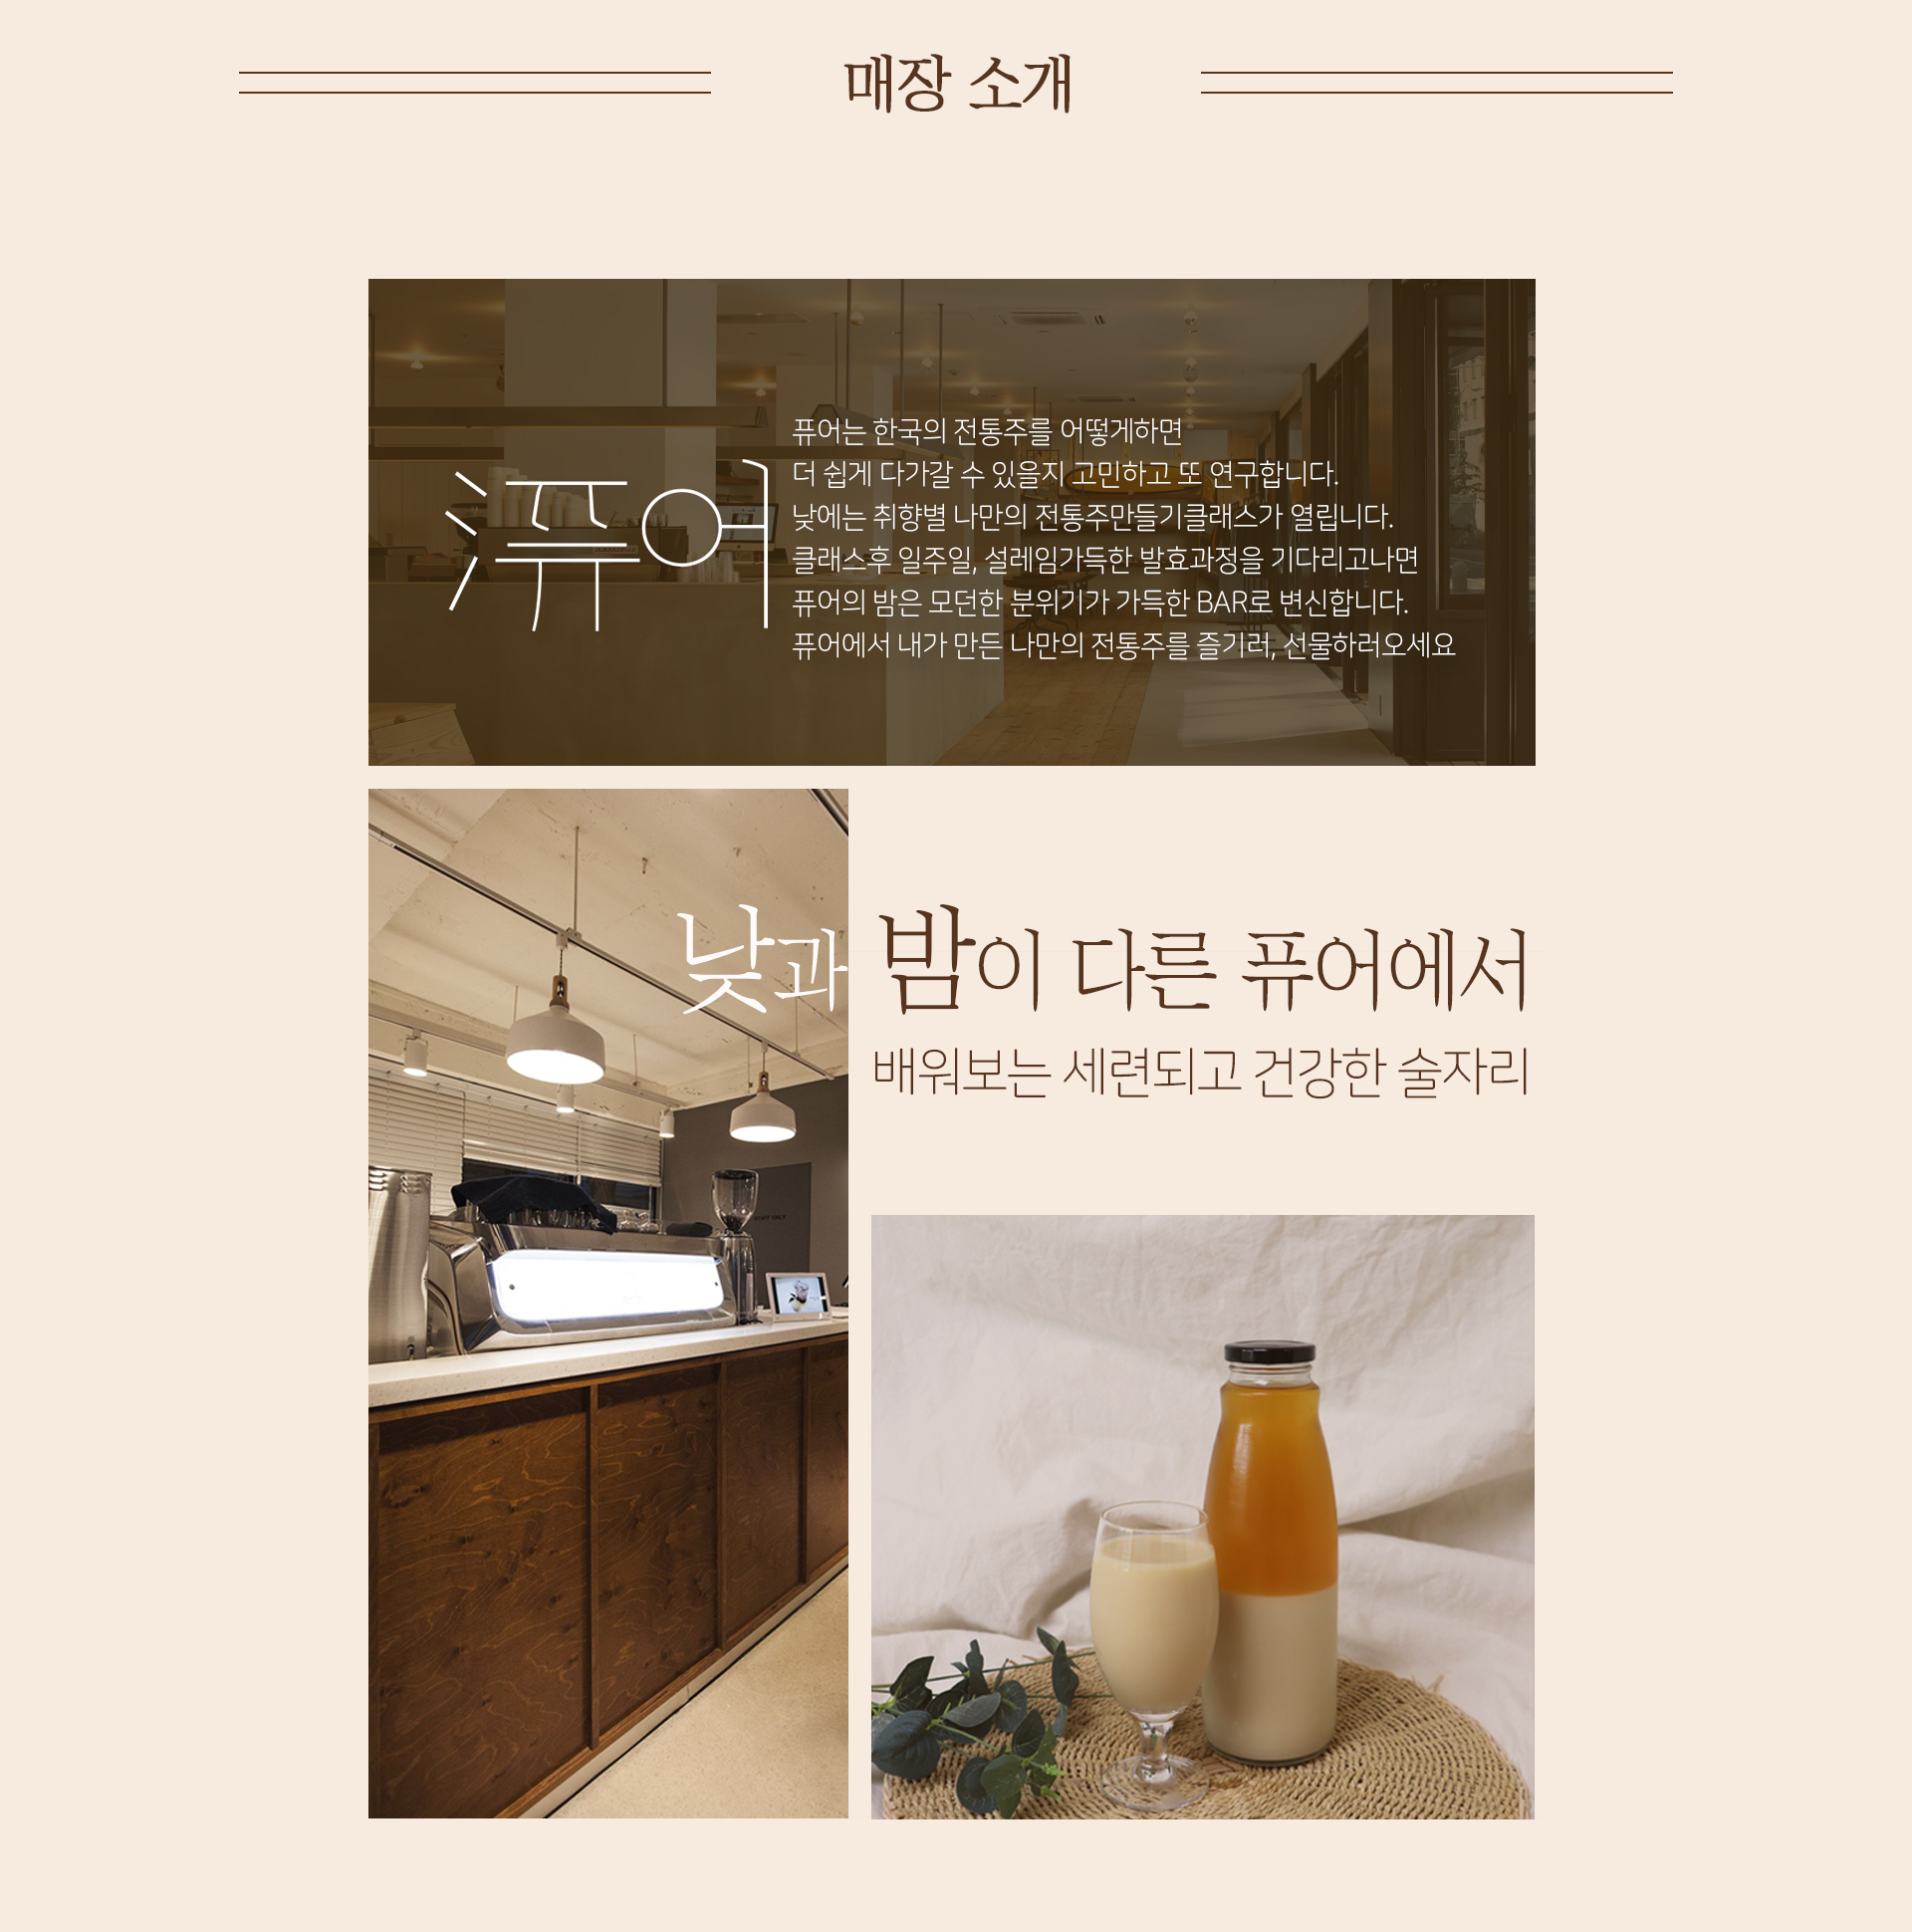 매장 소개
퓨어
퓨어는 한국의 전통주를 어떻게하면
더 쉽게 다가갈 수 있을지 고민하고 또 연구합니다.
낮에는 취향별 나만의 전통주만들기클래스가 열립니다.
클래스후 일주일, 설레임가득한 발효과정을 기다리고나면
퓨어의 밤은 모던한 분위기가 가득한 BAR로 변신합니다.
퓨어에서 내가 만든 나만의 전통주를 즐기러, 선물하러오세요
낮과 밤이 다른 퓨어에서
배워보는 세련되고 건강한 술자리
STAFF ONLY